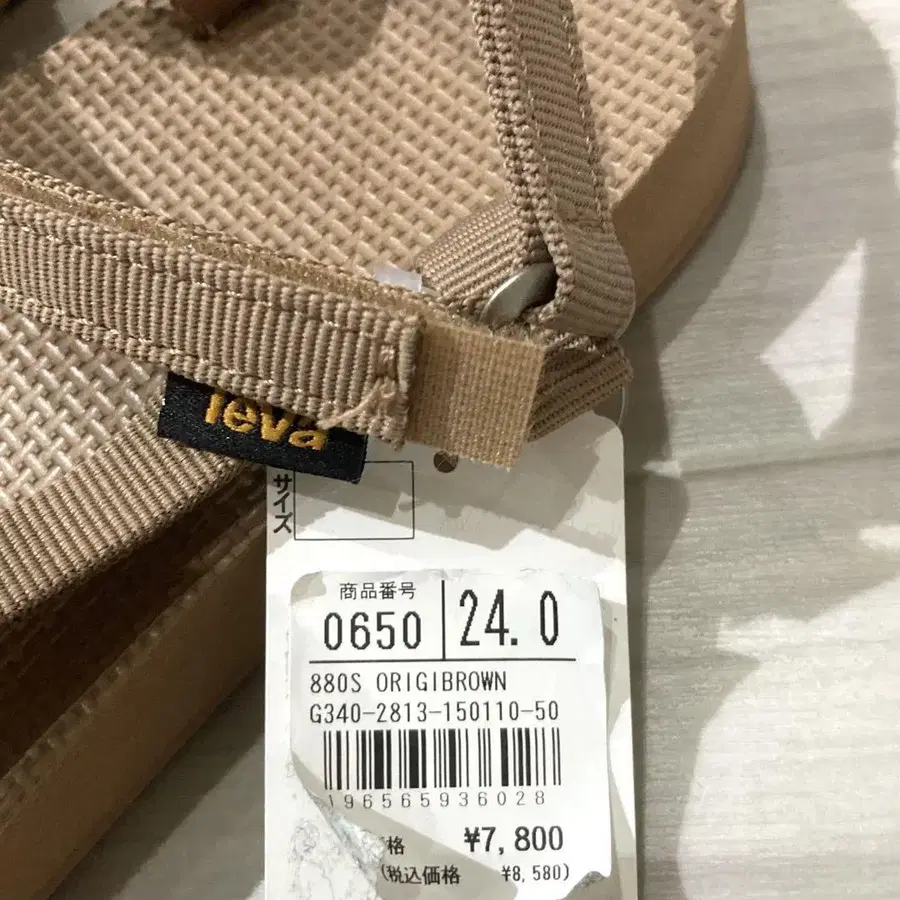 Teva
サイズ
商品番号
0650 24.0
880S ORIGIBROWN
G340-2813-150110-50
196565936028
格 ¥7,800
(税込価格 ¥8,580)